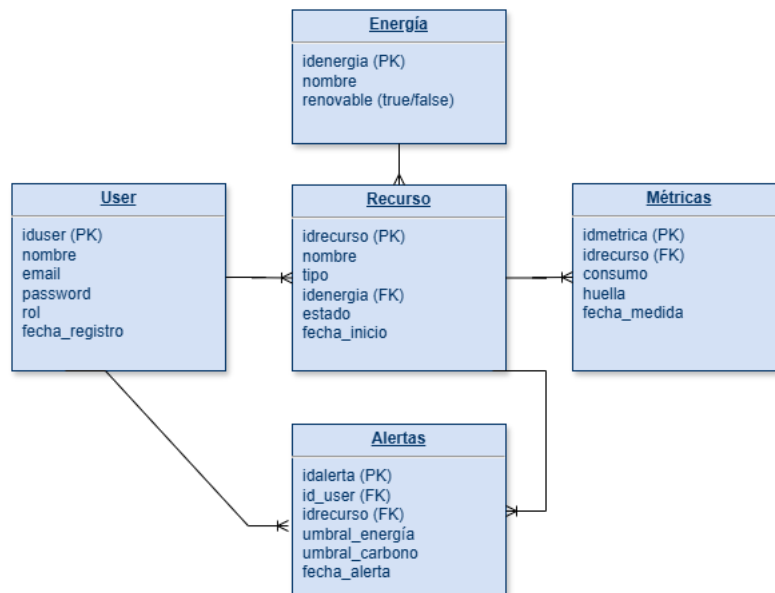 Energía
idenergia (PK)
nombre
renovable (true/false)
User
iduser (PK)
nombre
email
password
rol
fecha_registro
Recurso
idrecurso (PK)
nombre
tipo
idenergia (FK)
estado
fecha_inicio
Métricas
idmetrica (PK)
idrecurso (FK)
consumo
huella
fecha_medida
Alertas
idalerta (PK)
id_user (FK)
idrecurso (FK)
umbral_energía
umbral_carbono
fecha_alerta